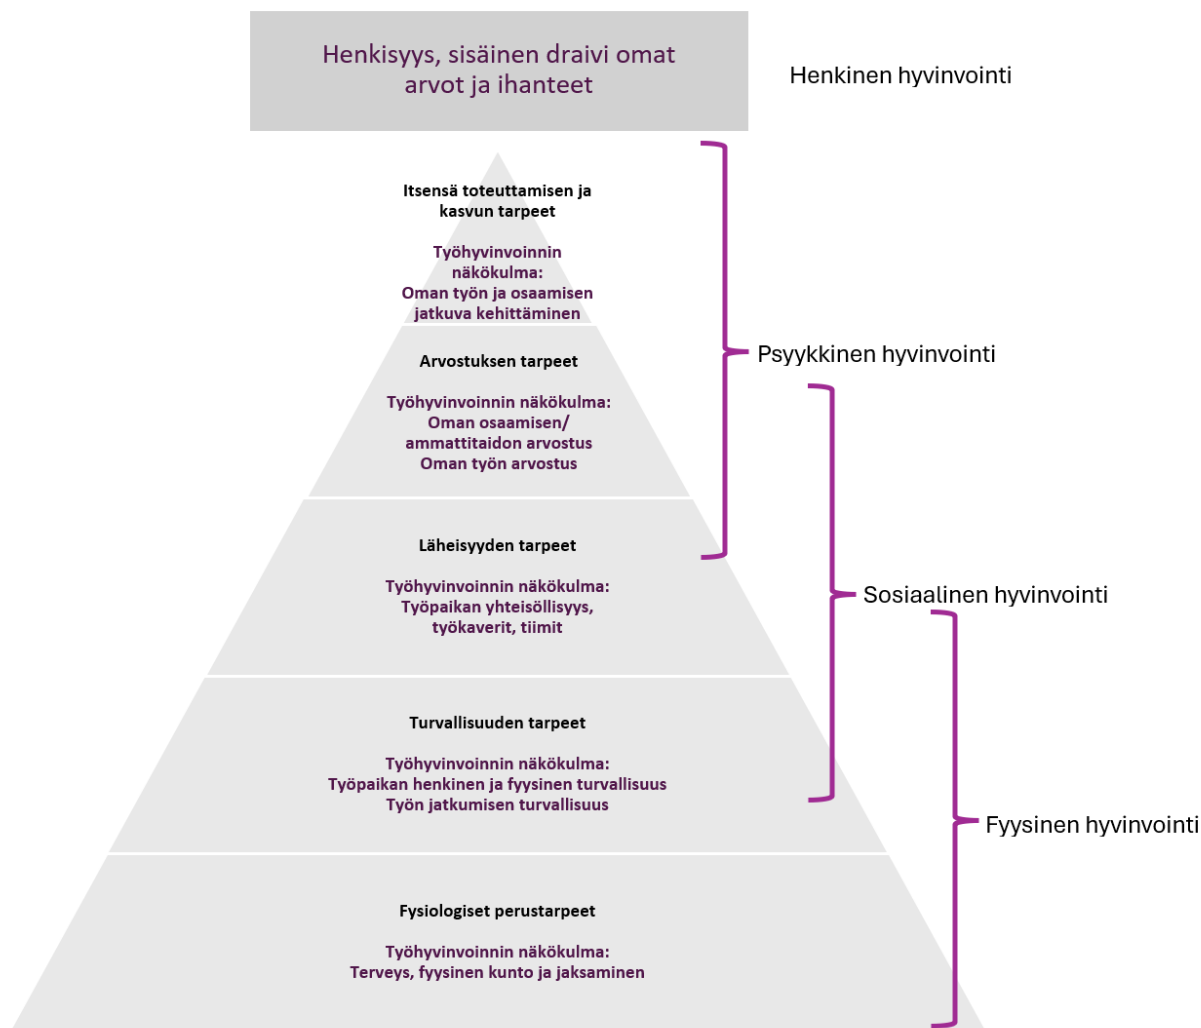 Henkisyys, sisäinen draivi omat
arvot ja ihanteet
Henkinen hyvinvointi
Itsensä toteuttamisen ja
kasvun tarpeet
Työhyvinvoinnin
näkökulma:
Oman työn ja osaamisen
jatkuva kehittäminen
Psyykkinen hyvinvointi
Arvostuksen tarpeet
Työhyvinvoinnin näkökulma:
Oman osaamisen/
ammattitaidon arvostus
Oman työn arvostus
Läheisyyden tarpeet
Työhyvinvoinnin näkökulma:
Työpaikan yhteisöllisyys,
työkaverit, tiimit
Sosiaalinen hyvinvointi
Turvallisuuden tarpeet
Työhyvinvoinnin näkökulma:
Työpaikan henkinen ja fyysinen turvallisuus
Työn jatkumisen turvallisuus
Fyysinen hyvinvointi
Fysiologiset perustarpeet
Työhyvinvoinnin näkökulma:
Terveys, fyysinen kunto ja jaksaminen